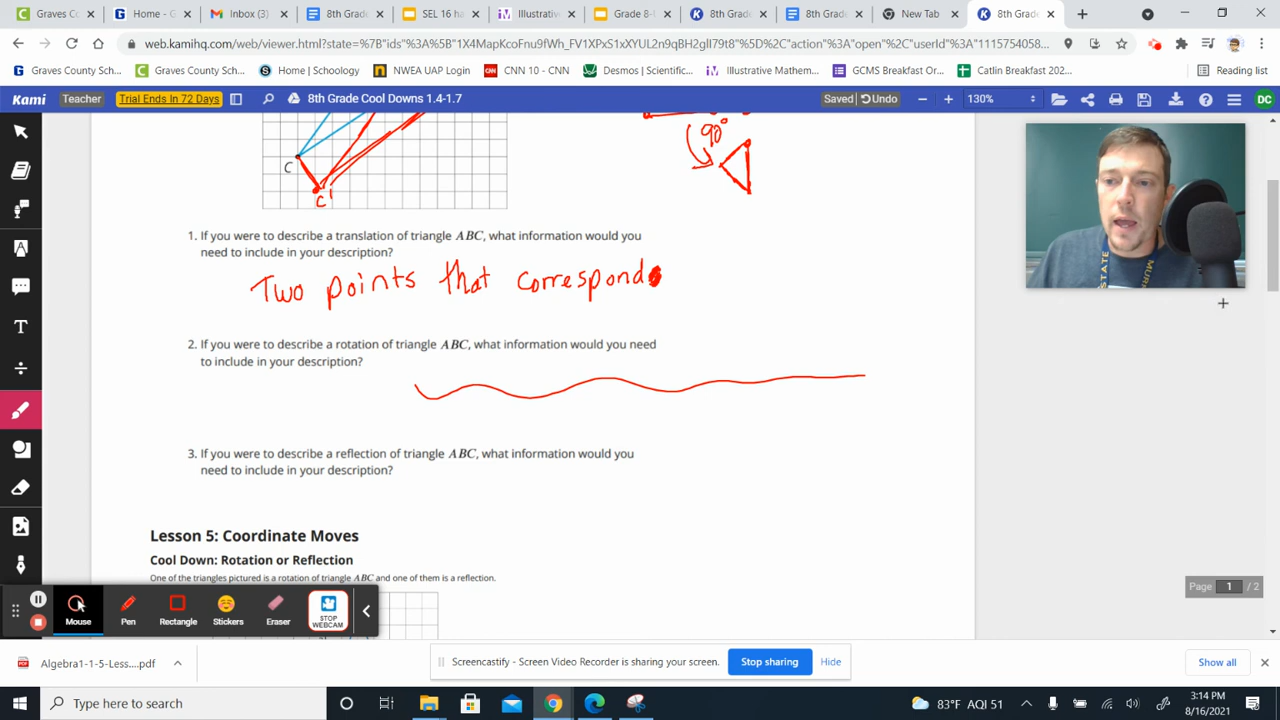 Graves Co
Home - G
Inbox (3)
8th Grade
SEL 16 ha
Illustrative
Grade 8-
8th Grade
8th Grade
New Tab
8th Grade
web.kamihq.com/web/viewer.html?state=%7B"ids"%3A%5B"1X4MapKzoFnu9fWh_FV1XPxS1xXYUL2n9qBH2glI79t8"%5D%2C"action"%3A"open"%2C"userId"%3A"1115754058...
Graves County Sch...
Graves County Sch...
Home | Schoology
NWEA UAP Login
CNN 10 - CNN
Desmos | Scientific...
Illustrative Mathem...
GCMS Breakfast Or...
Catlin Breakfast 202...
Reading list
Kami Teacher Trial Ends In 72 Days 8th Grade Cool Downs 1.4-1.7 Saved Undo 130% DC
90°
C
C'
1. If you were to describe a translation of triangle ABC, what information would you
need to include in your description?
Two points that correspond.
2. If you were to describe a rotation of triangle ABC, what information would you need
to include in your description?
3. If you were to describe a reflection of triangle ABC, what information would you
need to include in your description?
Lesson 5: Coordinate Moves
Cool Down: Rotation or Reflection
One of the triangles pictured is a rotation of triangle ABC and one of them is a reflection.
Page 1 / 2
Mouse
Pen
Rectangle
Stickers
Eraser
STOP
WEBCAM
Algebra1-1-5-Less....pdf
Screencastify - Screen Video Recorder is sharing your screen.
Stop sharing
Hide
Show all
Type here to search
83°F AQI 51
3:14 PM
8/16/2021